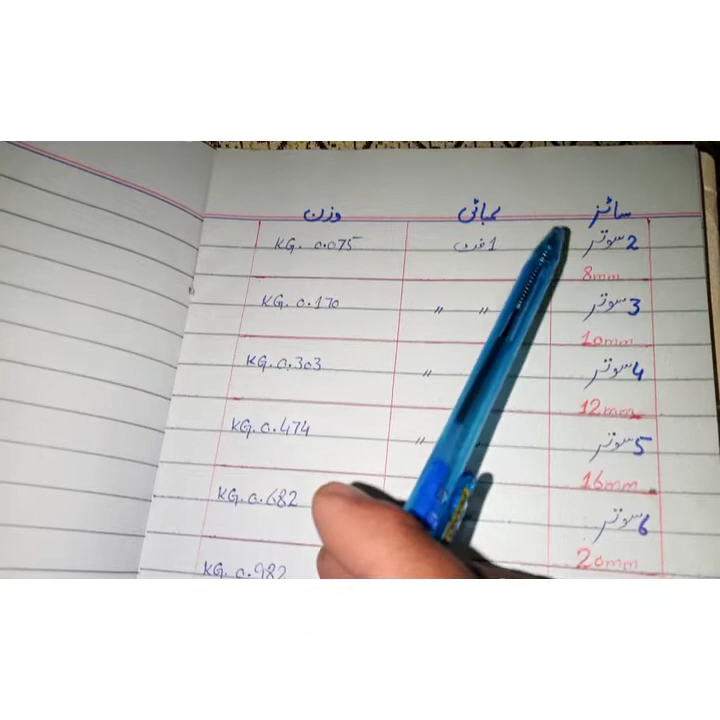 سائز لمبائی وزن
2 سوتر 1 فٹ KG. 0.075
8mm
3 سوتر " " KG. 0.170
10mm
4 سوتر " KG. 0.303
12mm
5 سوتر " KG. 0.474
16mm
6 سوتر KG. 0.682
20mm
KG. 0.982